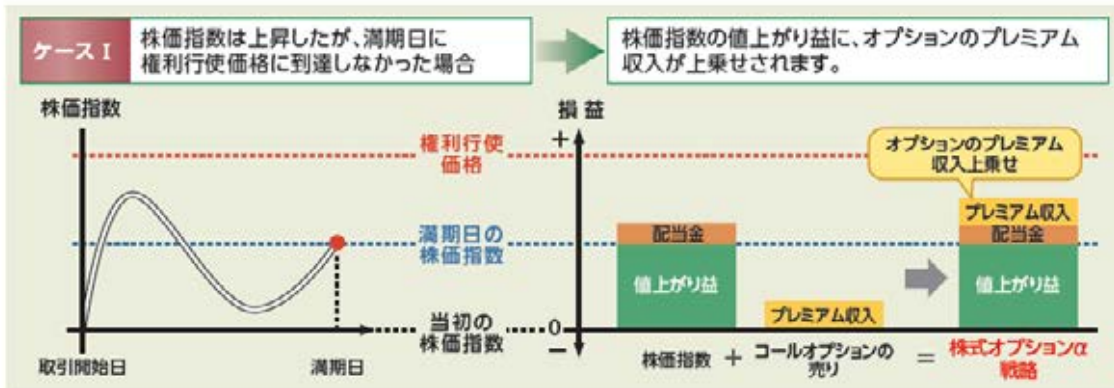 ケースⅠ
株価指数は上昇したが、満期日に
権利行使価格に到達しなかった場合
株価指数の値上がり益に、オプションのプレミアム
収入が上乗せされます。
株価指数
権利行使
価格
満期日の
株価指数
当初の
株価指数
取引開始日
満期日
損益
+
0
−
オプションのプレミアム
収入上乗せ
配当金
値上がり益
プレミアム収入
プレミアム収入
配当金
値上がり益
株価指数
+
コールオプションの
売り
=
株式オプションα
戦略